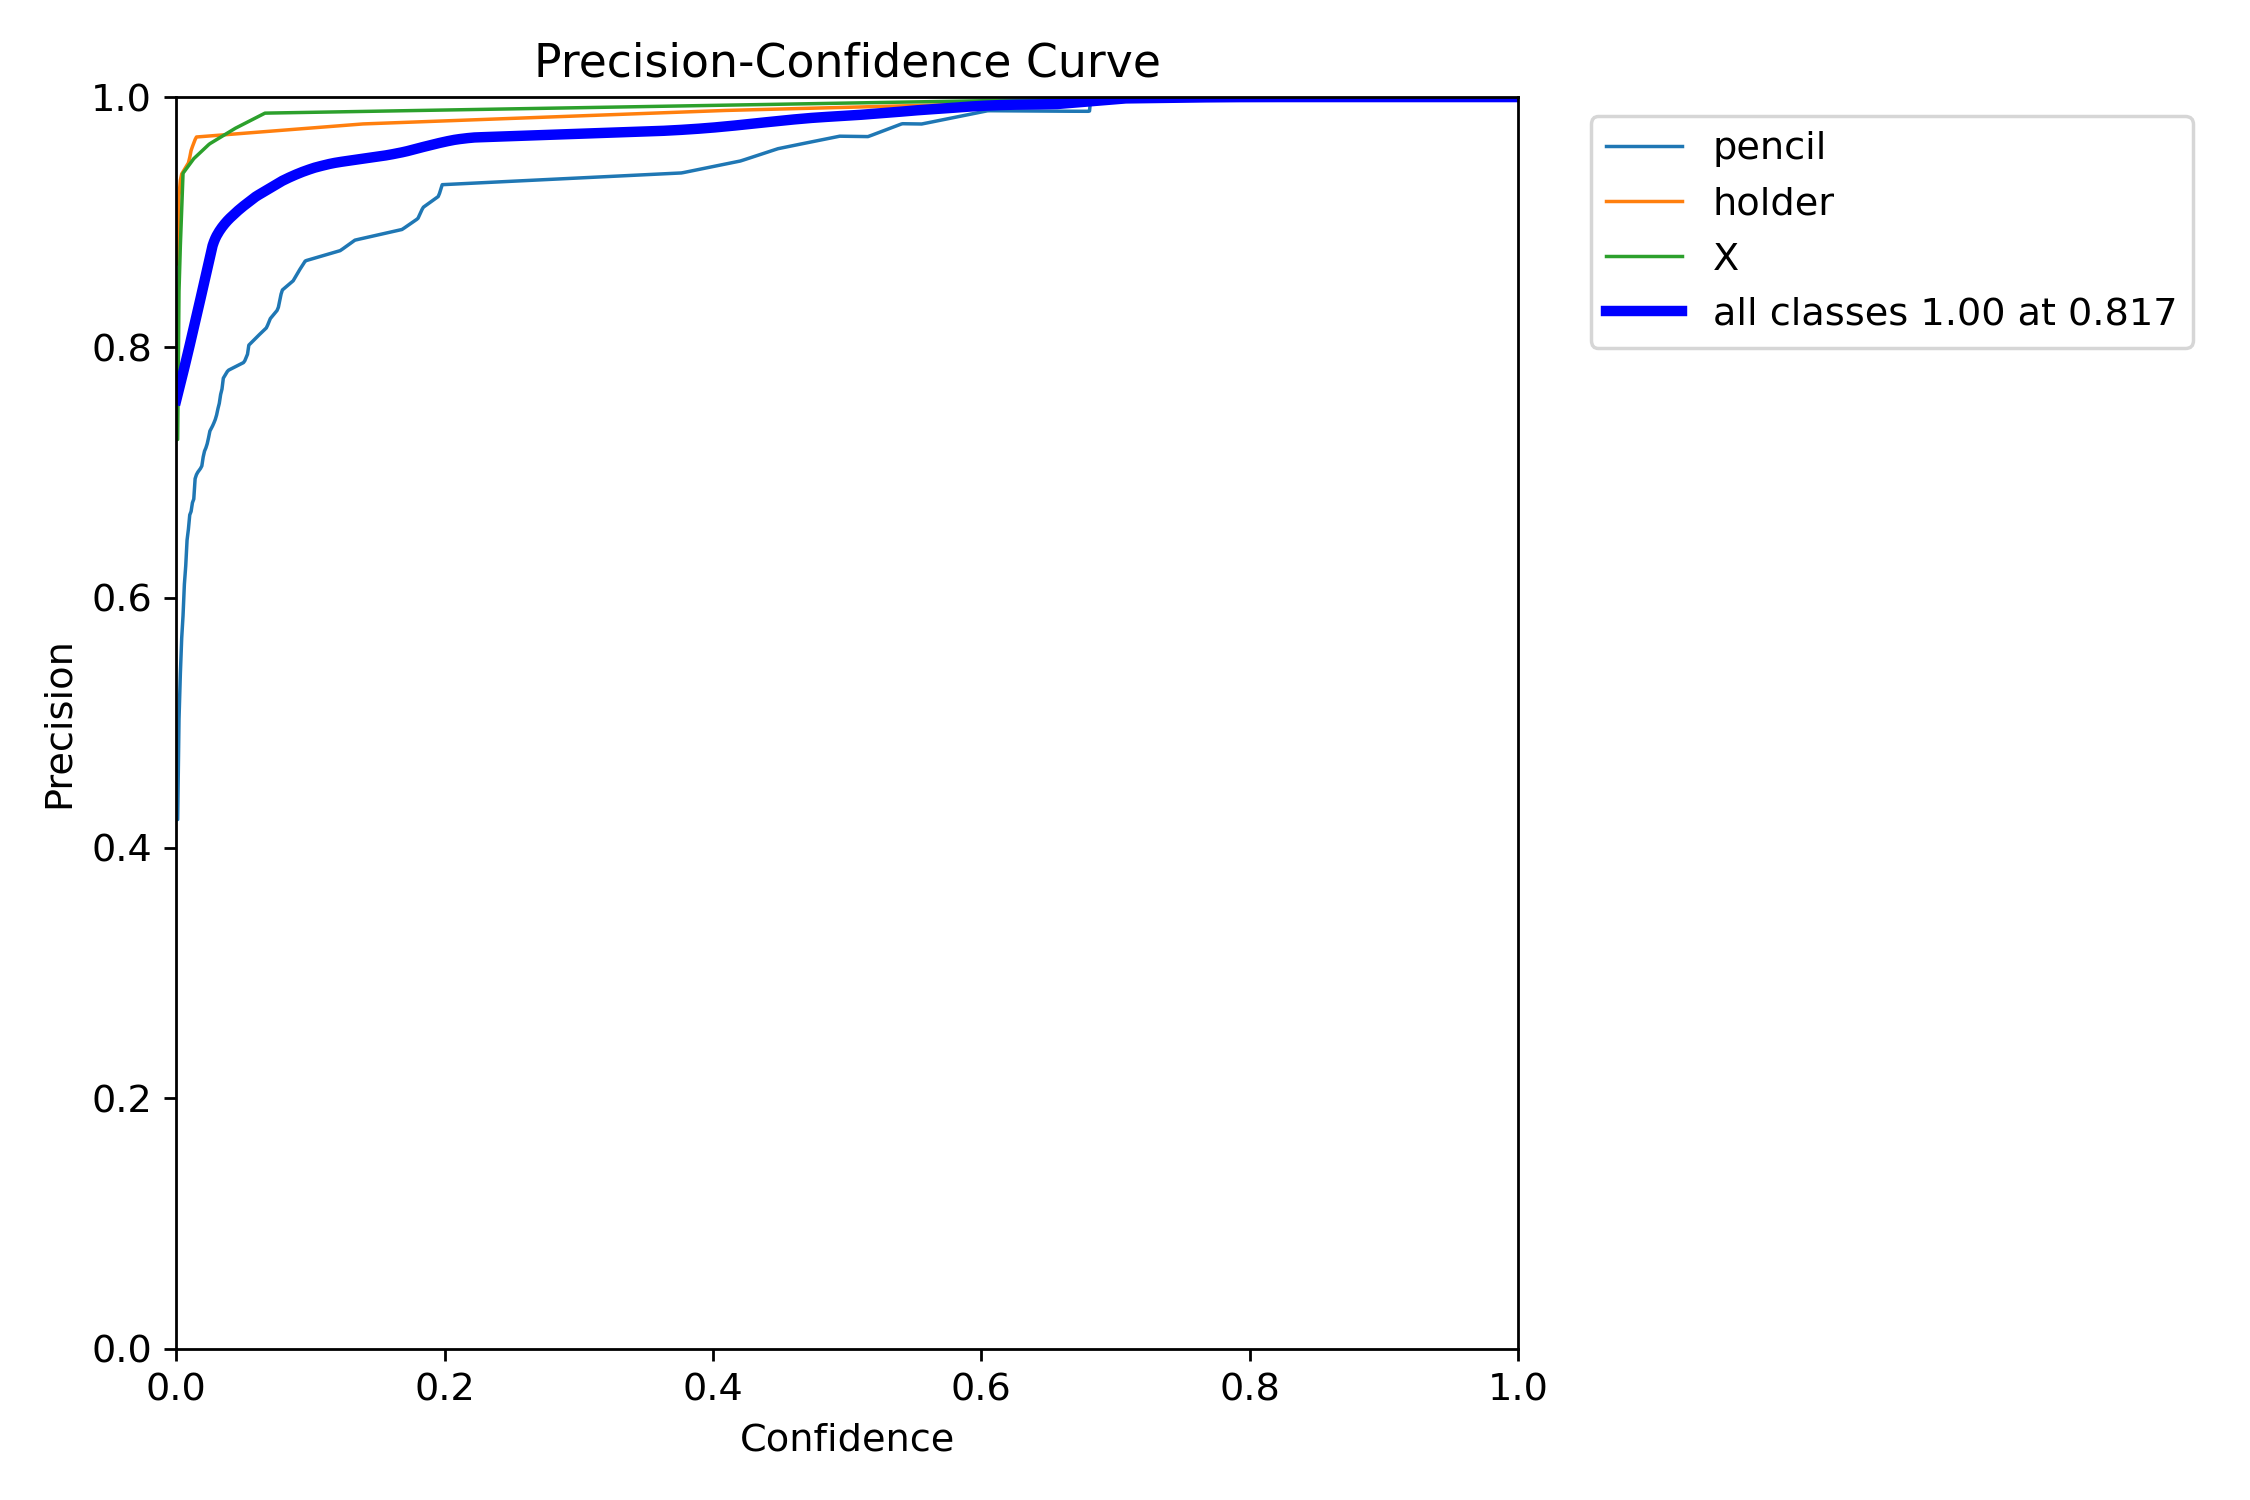 Precision-Confidence Curve
1.0
0.8
0.6
0.4
0.2
0.0
Precision
0.0 0.2 0.4 0.6 0.8 1.0
Confidence
pencil
holder
X
all classes 1.00 at 0.817